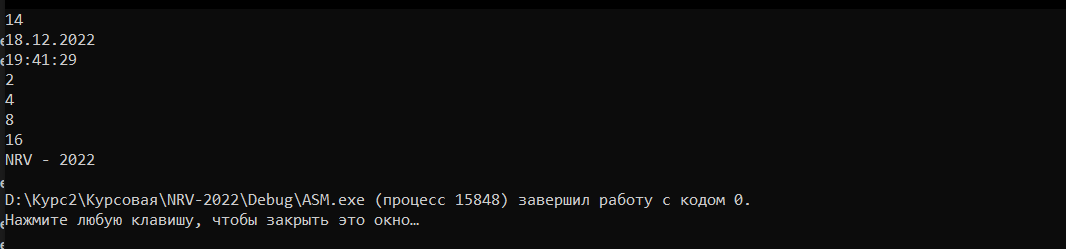 14
18.12.2022
19:41:29
2
4
8
16
NRV - 2022
D:\Курс2\Курсовая\NRV-2022\Debug\ASM.exe (процесс 15848) завершил работу с кодом 0.
Нажмите любую клавишу, чтобы закрыть это окно…